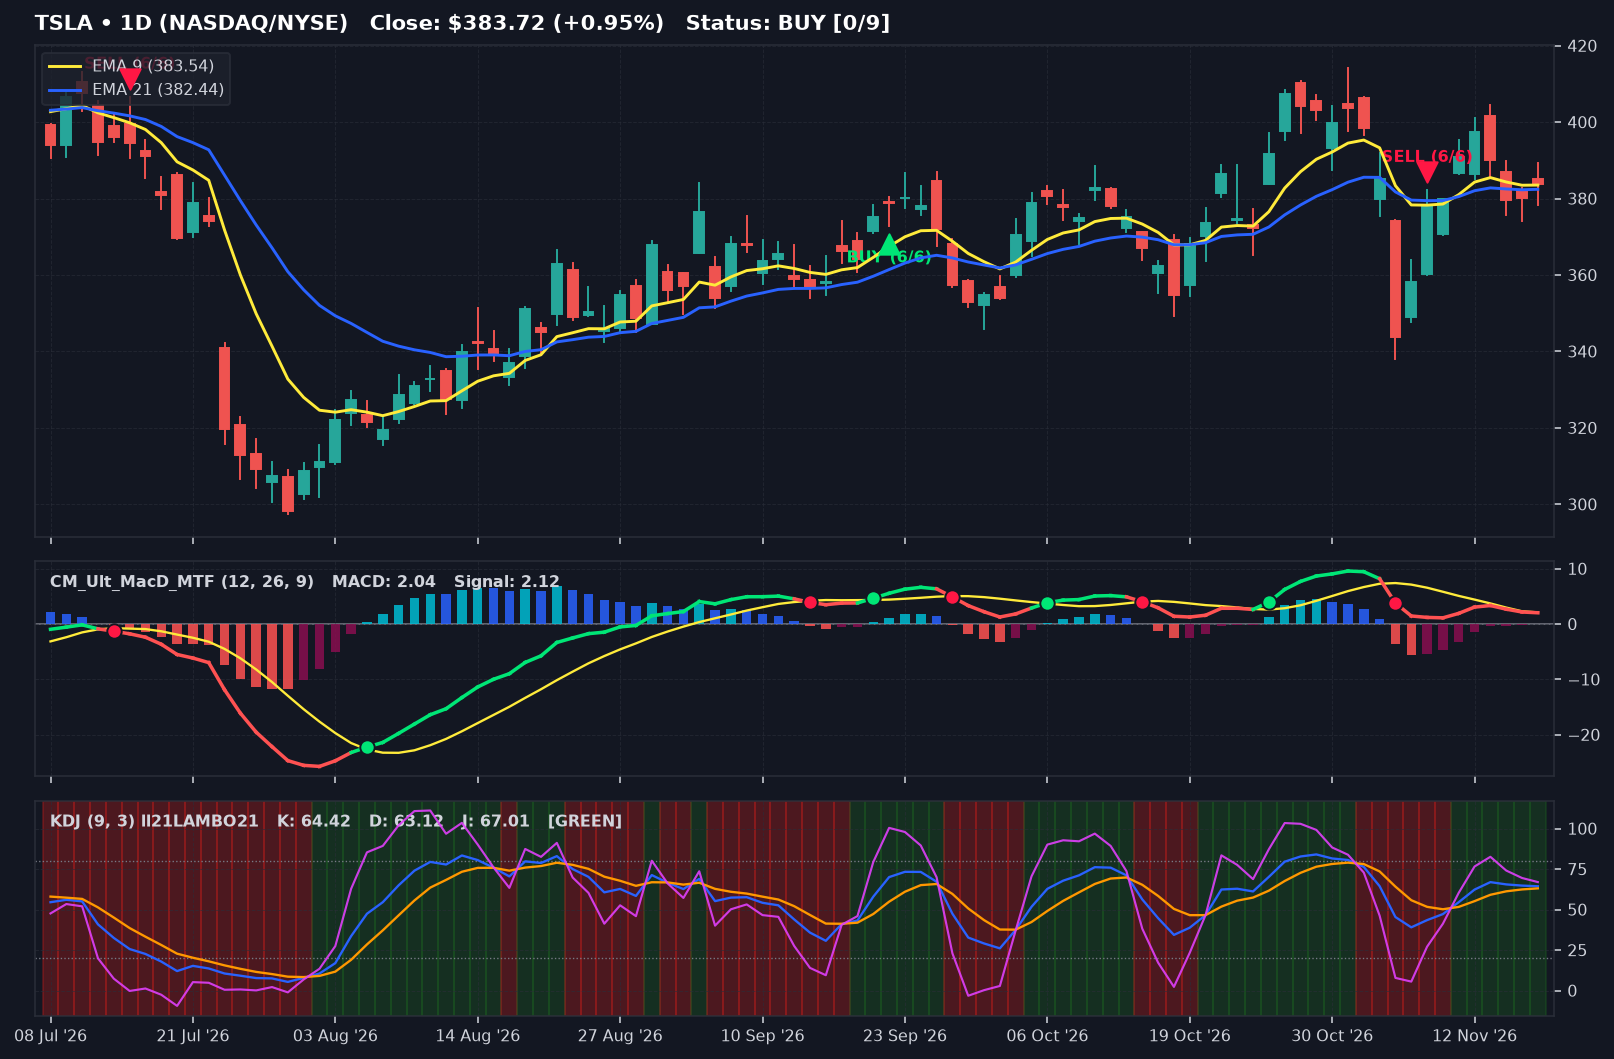 TSLA • 1D (NASDAQ/NYSE)   Close: $383.72 (+0.95%)   Status: BUY [0/9]
EMA 9 (383.54)
EMA 21 (382.44)
SELL (6/6)
BUY (6/6)
420
400
380
360
340
320
300
CM_Ult_MacD_MTF (12, 26, 9)   MACD: 2.04   Signal: 2.12
10
0
−10
−20
KDJ (9, 3) II21LAMBO21   K: 64.42   D: 63.12   J: 67.01   [GREEN]
100
75
50
25
0
08 Jul '26
21 Jul '26
03 Aug '26
14 Aug '26
27 Aug '26
10 Sep '26
23 Sep '26
06 Oct '26
19 Oct '26
30 Oct '26
12 Nov '26